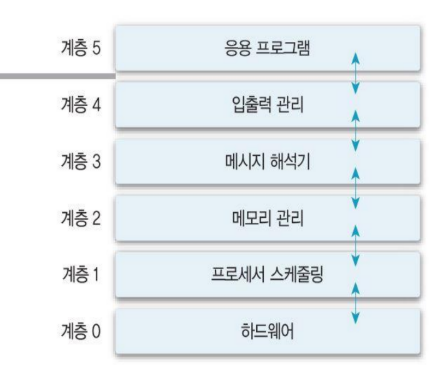 계층 5 응용 프로그램
계층 4 입출력 관리
계층 3 메시지 해석기
계층 2 메모리 관리
계층 1 프로세서 스케줄링
계층 0 하드웨어